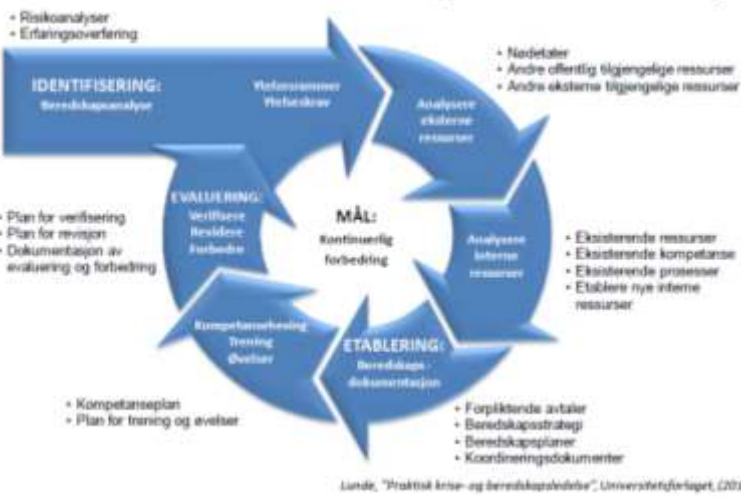 • Risikoanalyser
• Erfaringsoverføring
IDENTIFISERING:
Beredskapsanalyse
Ytelsesrammer
Ytelseskrav
Analysere
eksterne
ressurser
• Nødetater
• Andre offentlig tilgjengelige ressurser
• Andre eksterne tilgjengelige ressurser
Analysere
interne
ressurser
• Eksisterende ressurser
• Eksisterende kompetanse
• Eksisterende prosesser
• Etablere nye interne
ressurser
ETABLERING:
Beredskaps-
dokumentasjon
• Forpliktende avtaler
• Beredskapsstrategi
• Beredskapsplaner
• Koordineringsdokumenter
Kompetanseheving
Trening
Øvelser
• Kompetanseplan
• Plan for trening og øvelser
EVALUERING:
Verifisere
Revidere
Forbedre
• Plan for verifisering
• Plan for revisjon
• Dokumentasjon av
evaluering og forbedring
MÅL:
Kontinuerlig
forbedring
Lunde, "Praktisk krise- og beredskapsledelse", Universitetsforlaget, (201